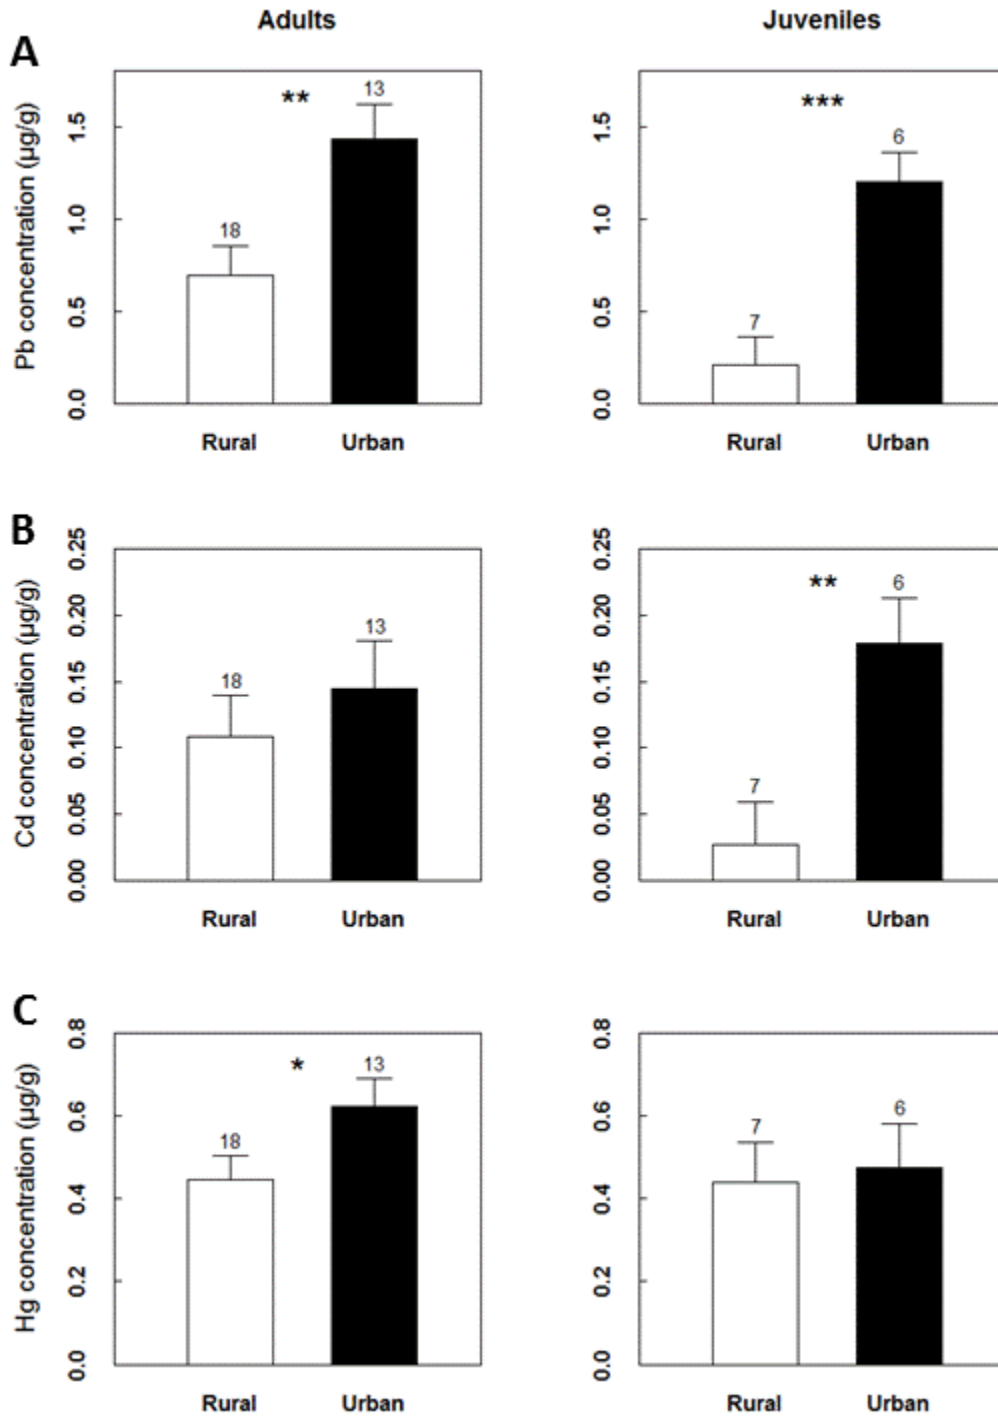 Adults Juveniles
A
Pb concentration (µg/g)
0.0 0.5 1.0 1.5
18
**
13
Rural Urban
0.0 0.5 1.0 1.5
7
***
6
Rural Urban
B
Cd concentration (µg/g)
0.00 0.05 0.10 0.15 0.20 0.25
18
13
Rural Urban
0.00 0.05 0.10 0.15 0.20 0.25
7
**
6
Rural Urban
C
Hg concentration (µg/g)
0.0 0.2 0.4 0.6 0.8
18
*
13
Rural Urban
0.0 0.2 0.4 0.6 0.8
7
6
Rural Urban